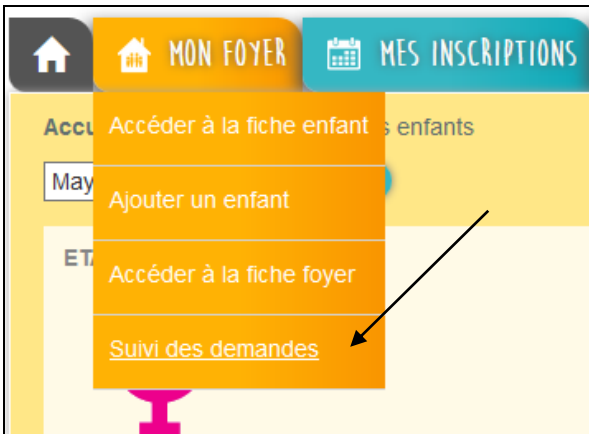 MON FOYER MES INSCRIPTIONS
Accu
Accéder à la fiche enfant
enfants
May
Ajouter un enfant
ET
Accéder à la fiche foyer
Suivi des demandes